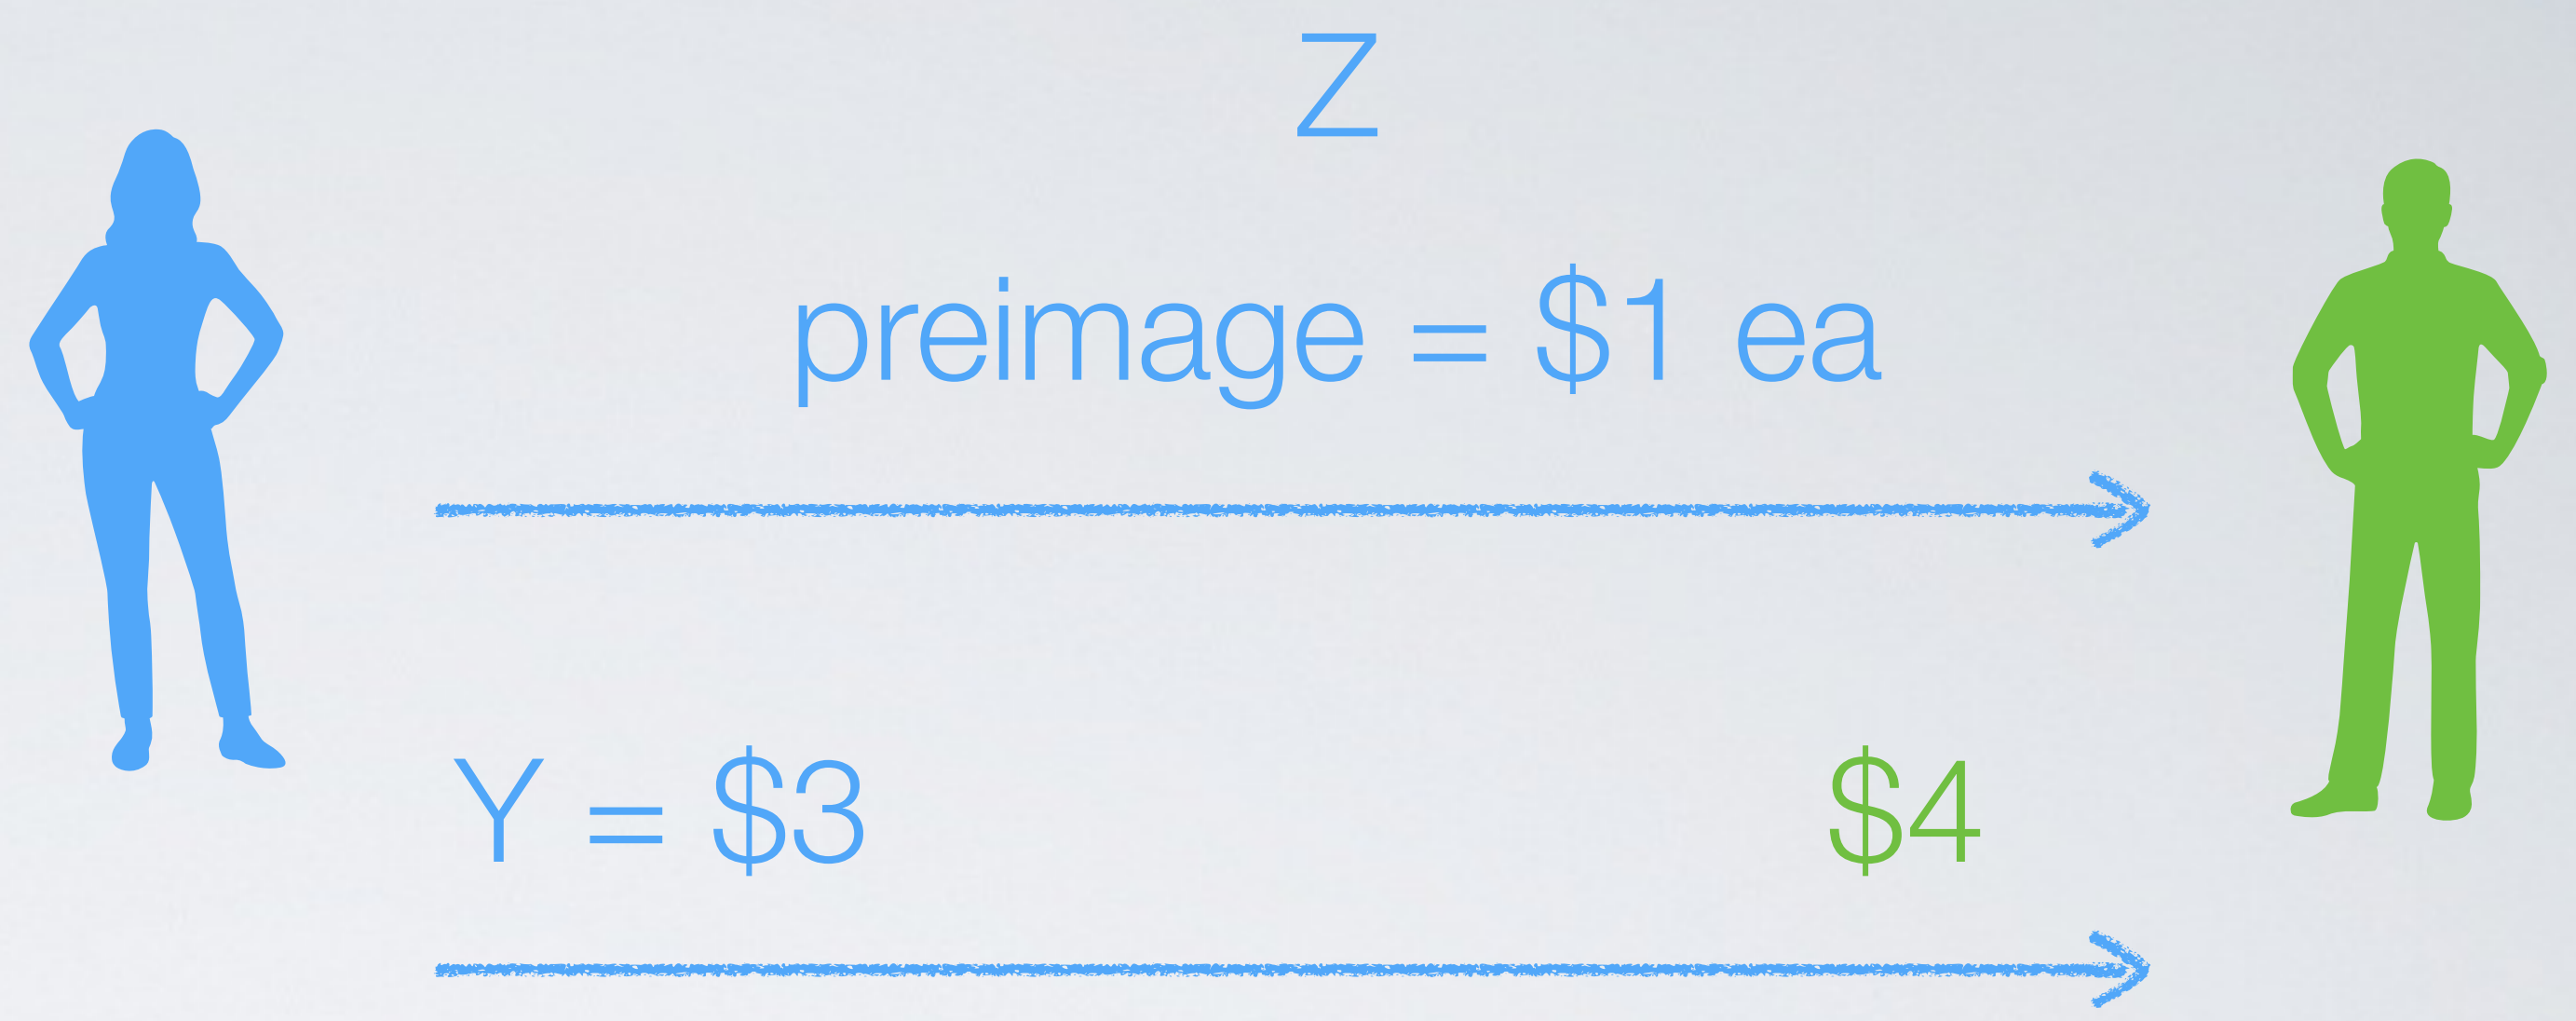 Z
preimage = $1 ea
Y = $3 $4